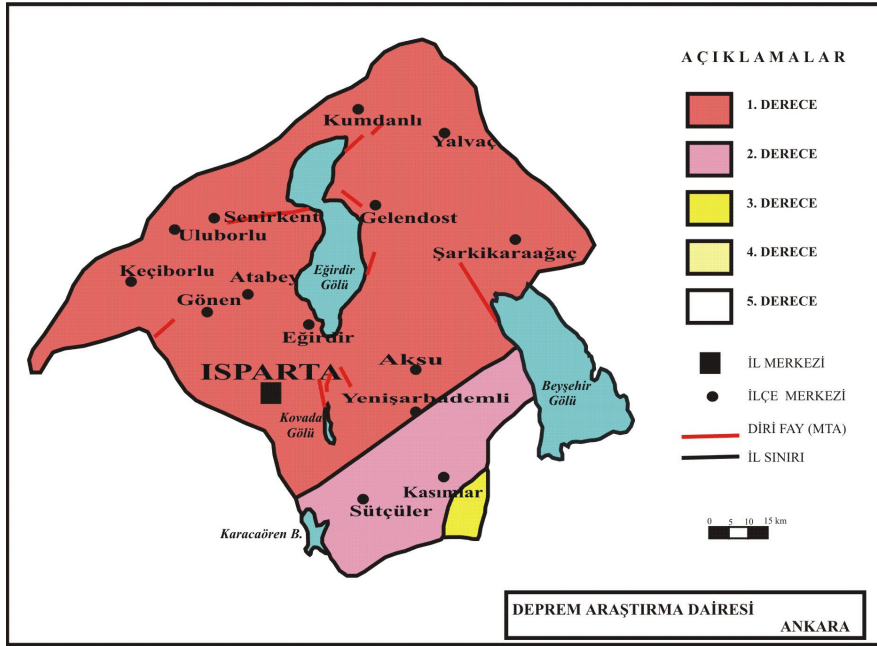 AÇIKLAMALAR
1. DERECE
2. DERECE
3. DERECE
4. DERECE
5. DERECE
İL MERKEZİ
İLÇE MERKEZİ
DİRİ FAY (MTA)
İL SINIRI
0 5 10 15 km
Kumdanlı
Yalvaç
Senirkent
Gelendost
Uluborlu
Şarkikaraağaç
Keçiborlu
Atabey
Eğirdir
Gölü
Gönen
Eğirdir
ISPARTA
Aksu
Beyşehir
Gölü
Yenişarbademli
Kovada
Gölü
Kasımlar
Sütçüler
Karacaören B.
DEPREM ARAŞTIRMA DAİRESİ
ANKARA